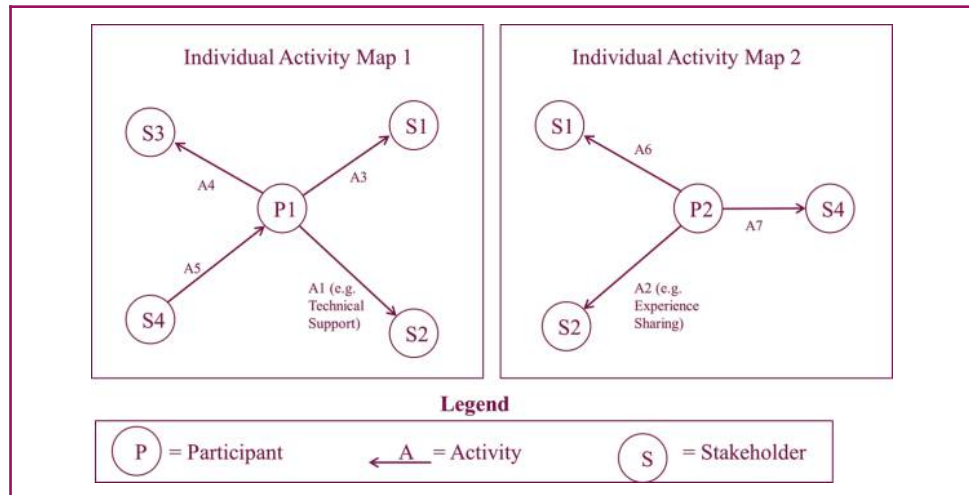 Individual Activity Map 1
S3
S1
A4
A3
P1
A5
A1 (e.g.
Technical
Support)
S4
S2
Individual Activity Map 2
S1
A6
P2
S4
A7
A2 (e.g.
Experience
Sharing)
S2
Legend
P = Participant
A = Activity
S = Stakeholder